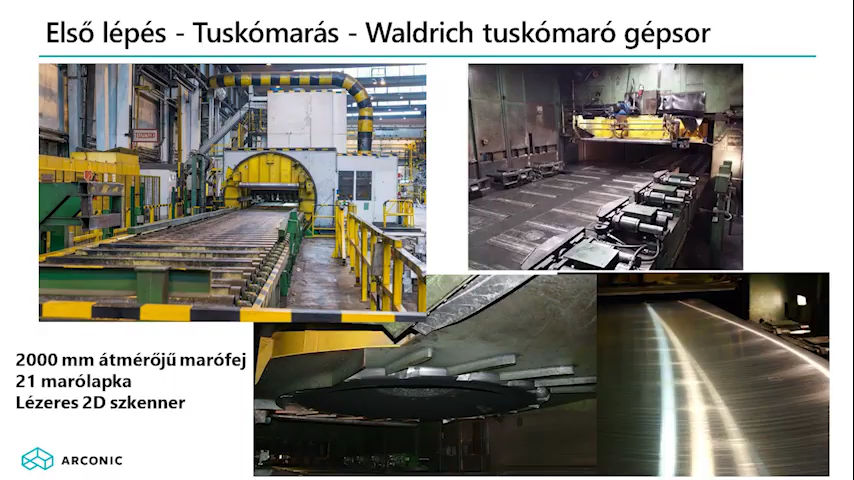 Első lépés - Tuskómarás - Waldrich tuskómaró gépsor
2000 mm átmérőjű marófej
21 marólapka
Lézeres 2D szkenner
ARCONIC